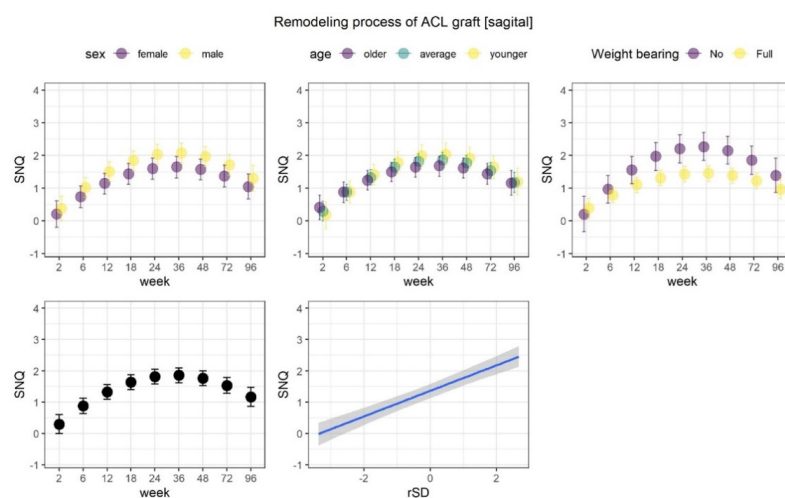 Remodeling process of ACL graft [sagital]
sex female male
age older average younger
Weight bearing No Full
SNQ
4
3
2
1
0
-1
2 6 12 18 24 36 48 72 96
week
SNQ
4
3
2
1
0
-1
2 6 12 18 24 36 48 72 96
week
SNQ
4
3
2
1
0
-1
2 6 12 18 24 36 48 72 96
week
SNQ
4
3
2
1
0
-1
2 6 12 18 24 36 48 72 96
week
SNQ
4
3
2
1
0
-1
-2 0 2
rSD